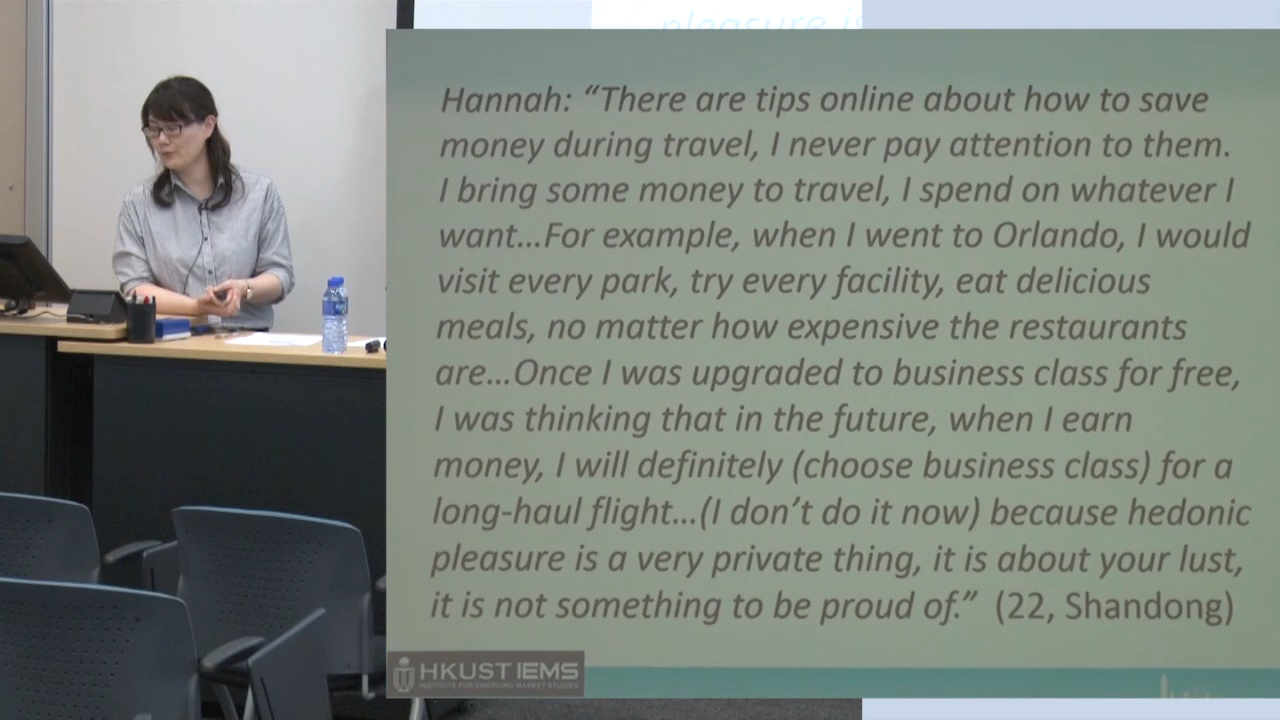 pleasure is
Hannah: “There are tips online about how to save
money during travel, I never pay attention to them.
I bring some money to travel, I spend on whatever I
want…For example, when I went to Orlando, I would
visit every park, try every facility, eat delicious
meals, no matter how expensive the restaurants
are…Once I was upgraded to business class for free,
I was thinking that in the future, when I earn
money, I will definitely (choose business class) for a
long-haul flight…(I don’t do it now) because hedonic
pleasure is a very private thing, it is about your lust,
it is not something to be proud of.” (22, Shandong)
HKUST IEMS
INSTITUTE FOR EMERGING MARKET STUDIES